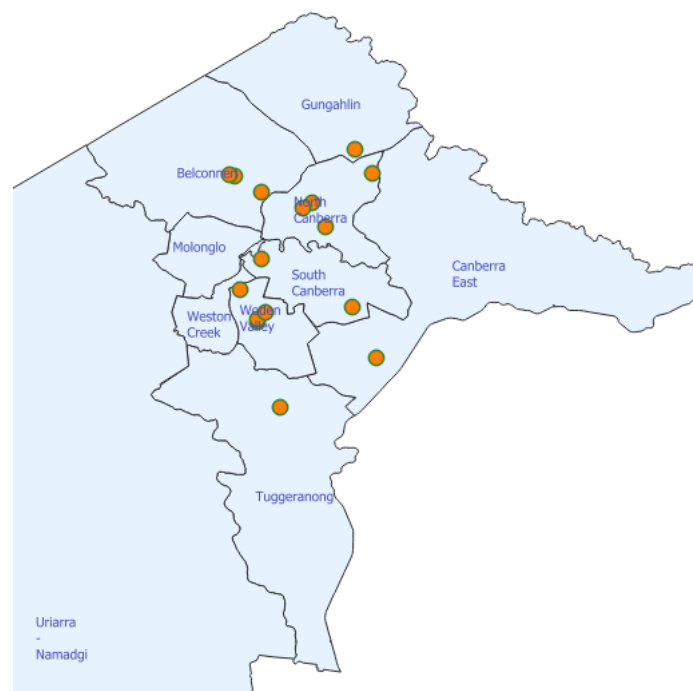 Gungahlin
Belconnen
North
Canberra
Molonglo
South
Canberra
Canberra
East
Weston
Creek
Woden
Valley
Tuggeranong
Uriarra
-
Namadgi